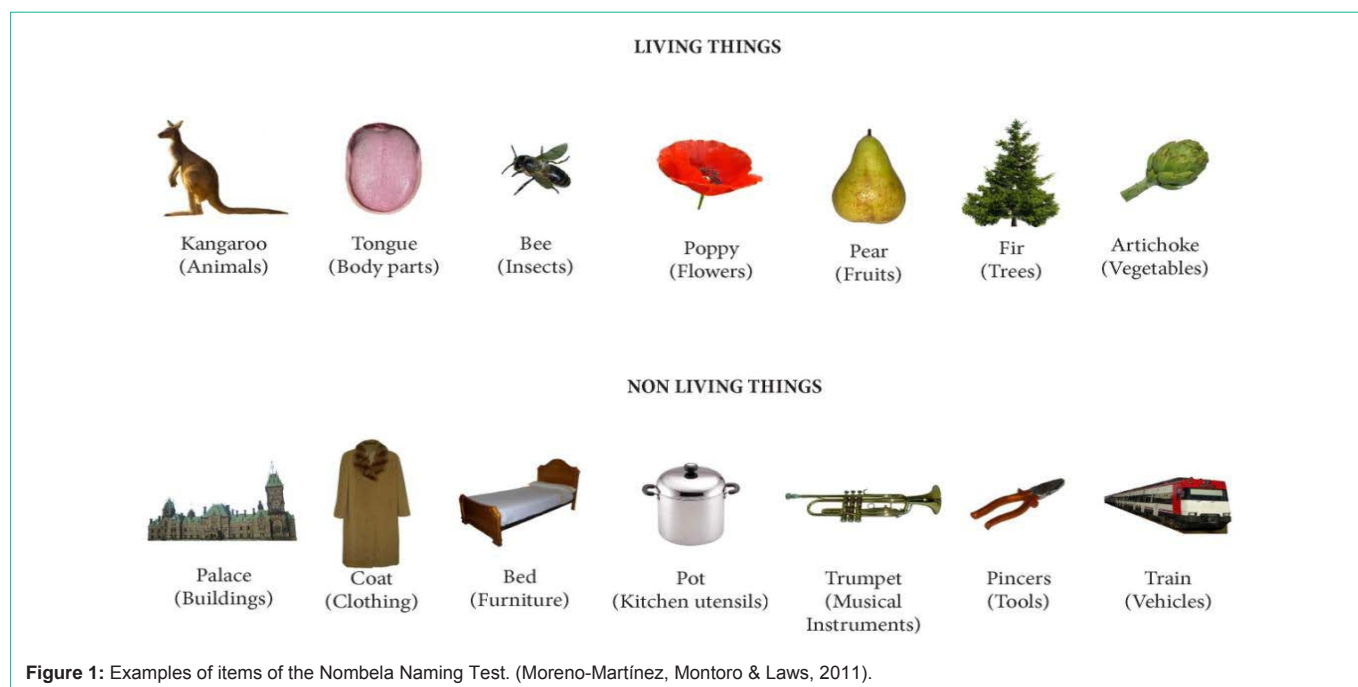 LIVING THINGS
Kangaroo
(Animals)
Tongue
(Body parts)
Bee
(Insects)
Poppy
(Flowers)
Pear
(Fruits)
Fir
(Trees)
Artichoke
(Vegetables)
NON LIVING THINGS
Palace
(Buildings)
Coat
(Clothing)
Bed
(Furniture)
Pot
(Kitchen utensils)
Trumpet
(Musical
Instruments)
Pincers
(Tools)
Train
(Vehicles)
Figure 1: Examples of items of the Nombela Naming Test. (Moreno-Martínez, Montoro & Laws, 2011).